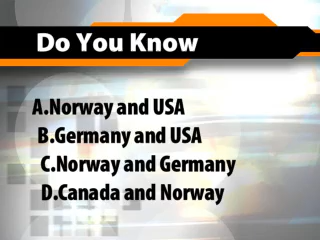 Do You Know
A.Norway and USA
B.Germany and USA
C.Norway and Germany
D.Canada and Norway